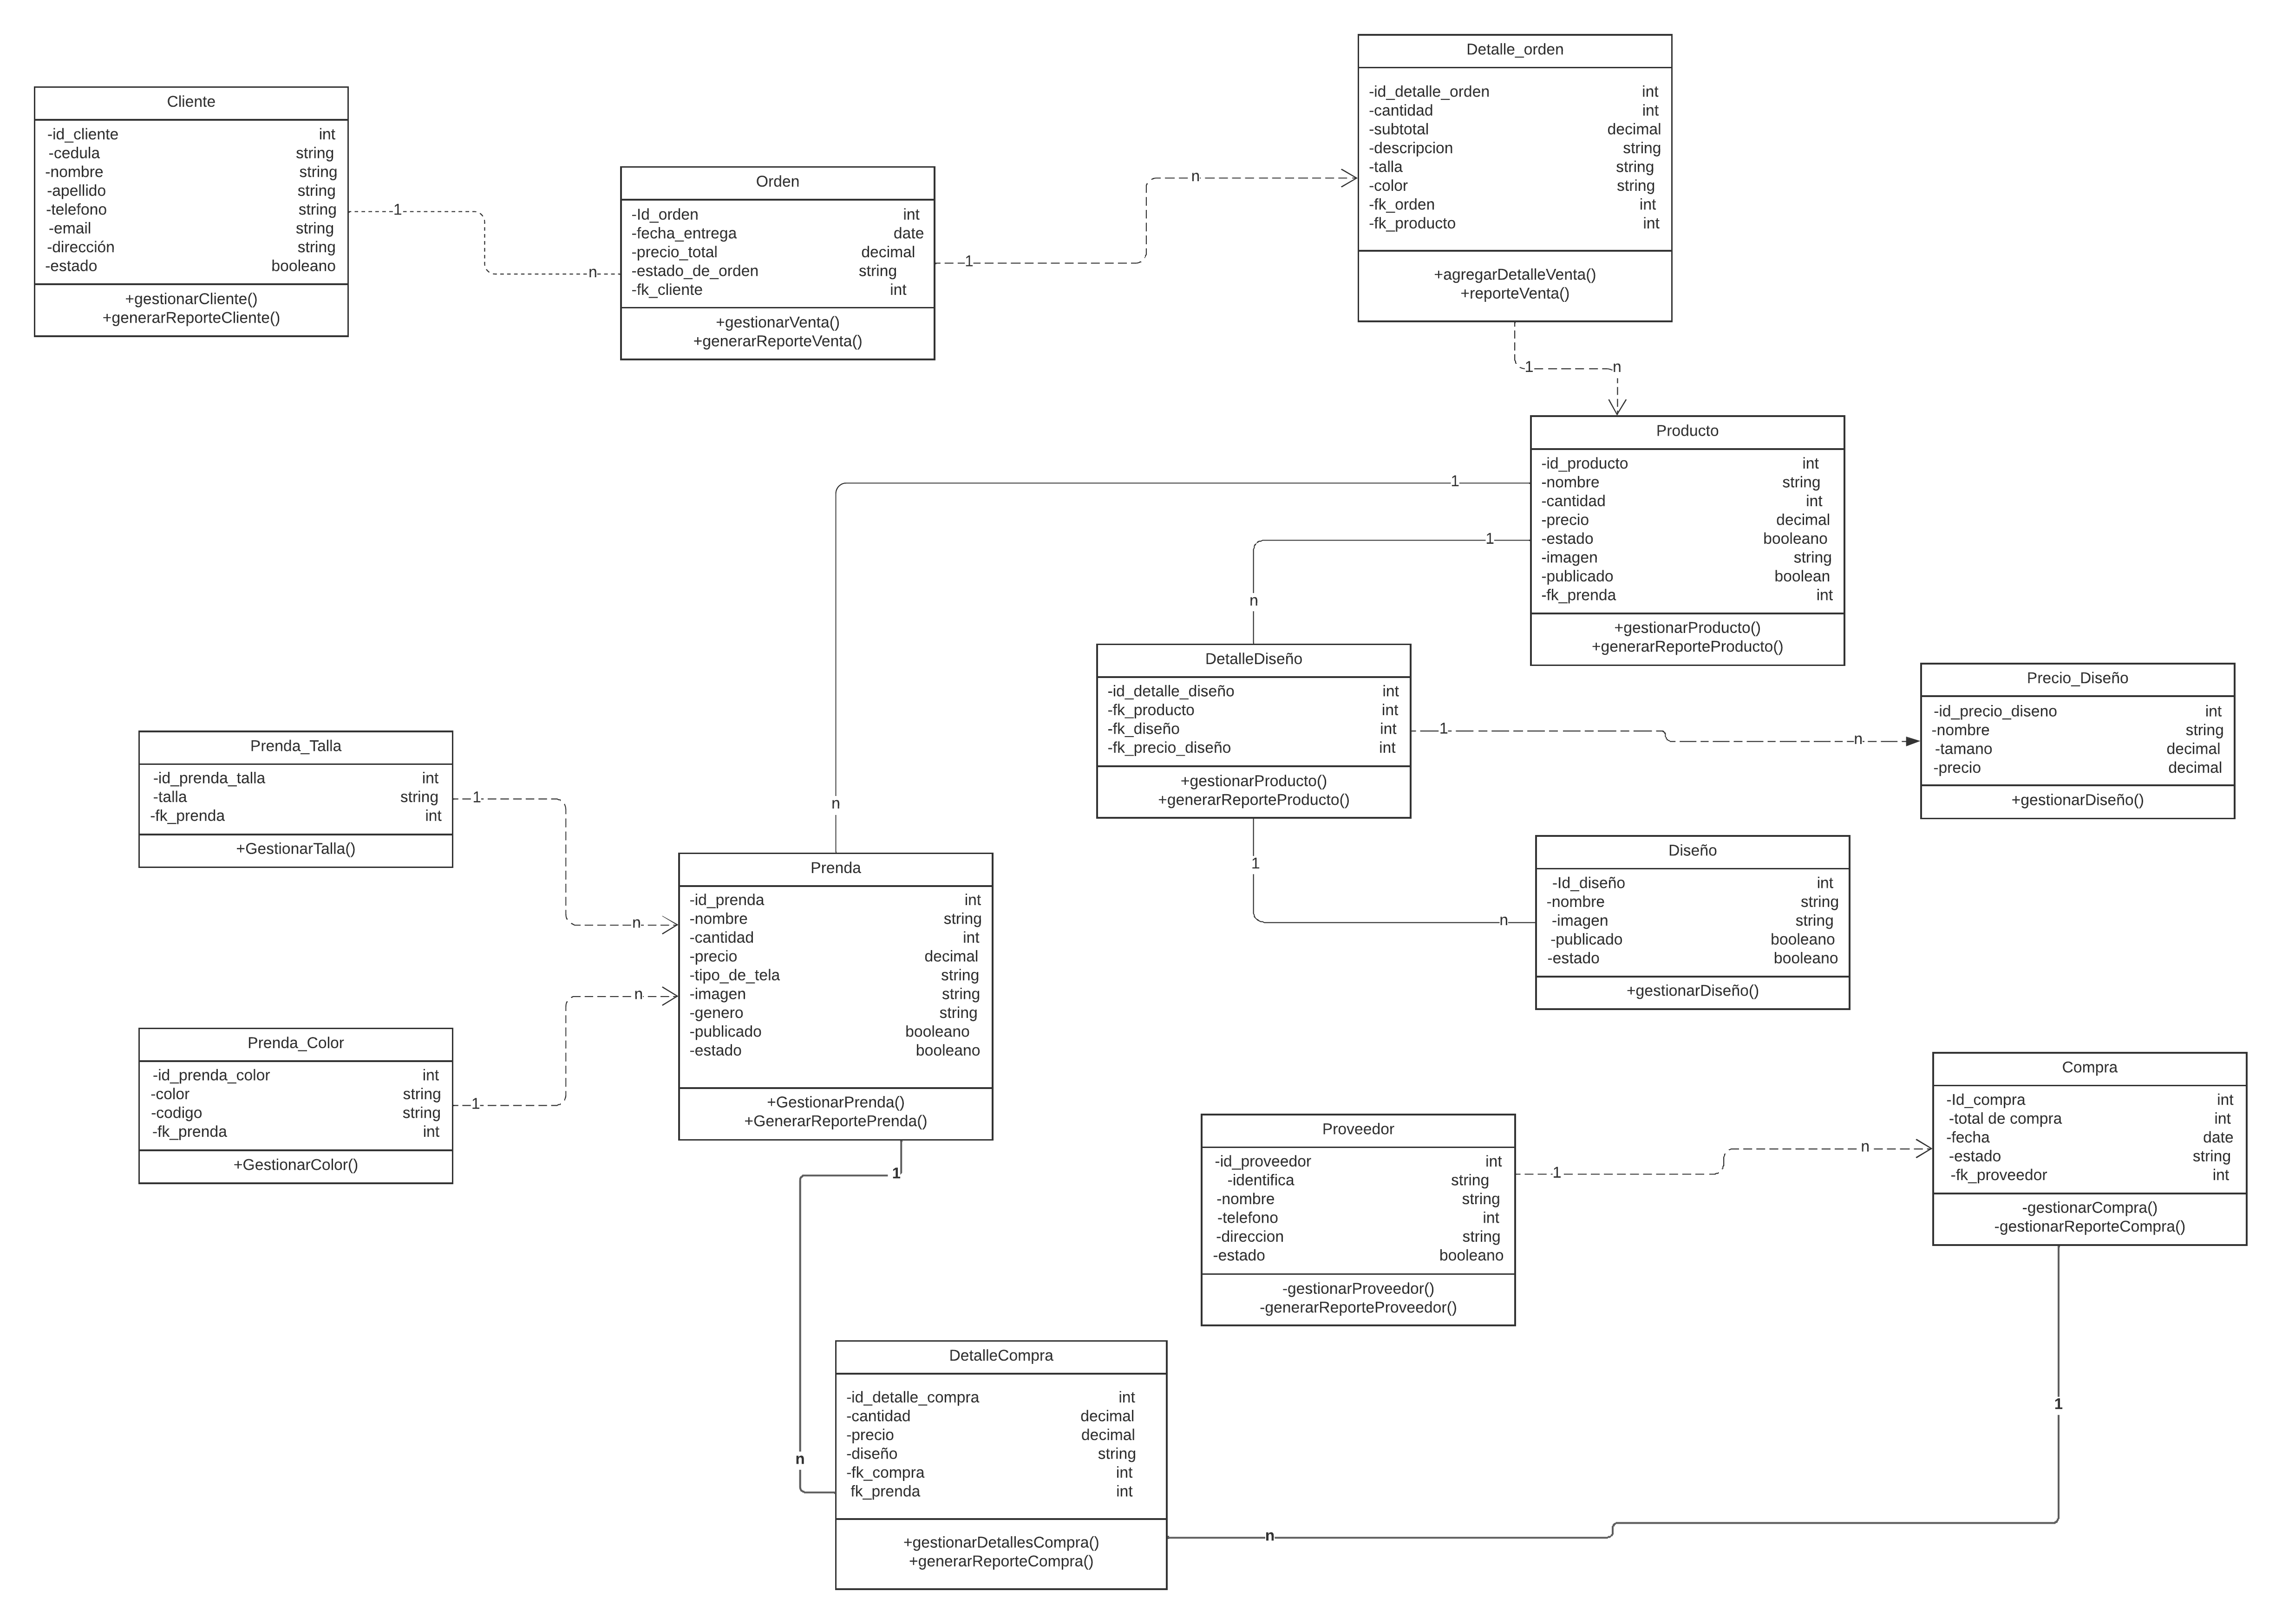 Cliente
-id_cliente int
-cedula string
-nombre string
-apellido string
-telefono string
-email string
-dirección string
-estado booleano
+gestionarCliente()
+generarReporteCliente()
1
n
Orden
-Id_orden int
-fecha_entrega date
-precio_total decimal
-estado_de_orden string
-fk_cliente int
+gestionarVenta()
+generarReporteVenta()
1
n
Detalle_orden
-id_detalle_orden int
-cantidad int
-subtotal decimal
-descripcion string
-talla string
-color string
-fk_orden int
-fk_producto int
+agregarDetalleVenta()
+reporteVenta()
1
n
Producto
-id_producto int
-nombre string
-cantidad int
-precio decimal
-estado booleano
-imagen string
-publicado boolean
-fk_prenda int
+gestionarProducto()
+generarReporteProducto()
1
n
1
n
DetalleDiseño
-id_detalle_diseño int
-fk_producto int
-fk_diseño int
-fk_precio_diseño int
+gestionarProducto()
+generarReporteProducto()
1
n
Precio_Diseño
-id_precio_diseno int
-nombre string
-tamano decimal
-precio decimal
+gestionarDiseño()
1
n
Diseño
-Id_diseño int
-nombre string
-imagen string
-publicado booleano
-estado booleano
+gestionarDiseño()
Prenda_Talla
-id_prenda_talla int
-talla string
-fk_prenda int
+GestionarTalla()
1
n
Prenda
-id_prenda int
-nombre string
-cantidad int
-precio decimal
-tipo_de_tela string
-imagen string
-genero string
-publicado booleano
-estado booleano
+GestionarPrenda()
+GenerarReportePrenda()
Prenda_Color
-id_prenda_color int
-color string
-codigo string
-fk_prenda int
+GestionarColor()
1
n
1
n
Proveedor
-id_proveedor int
-identifica string
-nombre string
-telefono int
-direccion string
-estado booleano
-gestionarProveedor()
-generarReporteProveedor()
1
n
Compra
-Id_compra int
-total de compra int
-fecha date
-estado string
-fk_proveedor int
-gestionarCompra()
-gestionarReporteCompra()
1
n
DetalleCompra
-id_detalle_compra int
-cantidad decimal
-precio decimal
-diseño string
-fk_compra int
fk_prenda int
+gestionarDetallesCompra()
+generarReporteCompra()